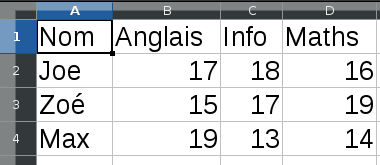 A B C D
1 Nom Anglais Info Maths
2 Joe 17 18 16
3 Zoé 15 17 19
4 Max 19 13 14